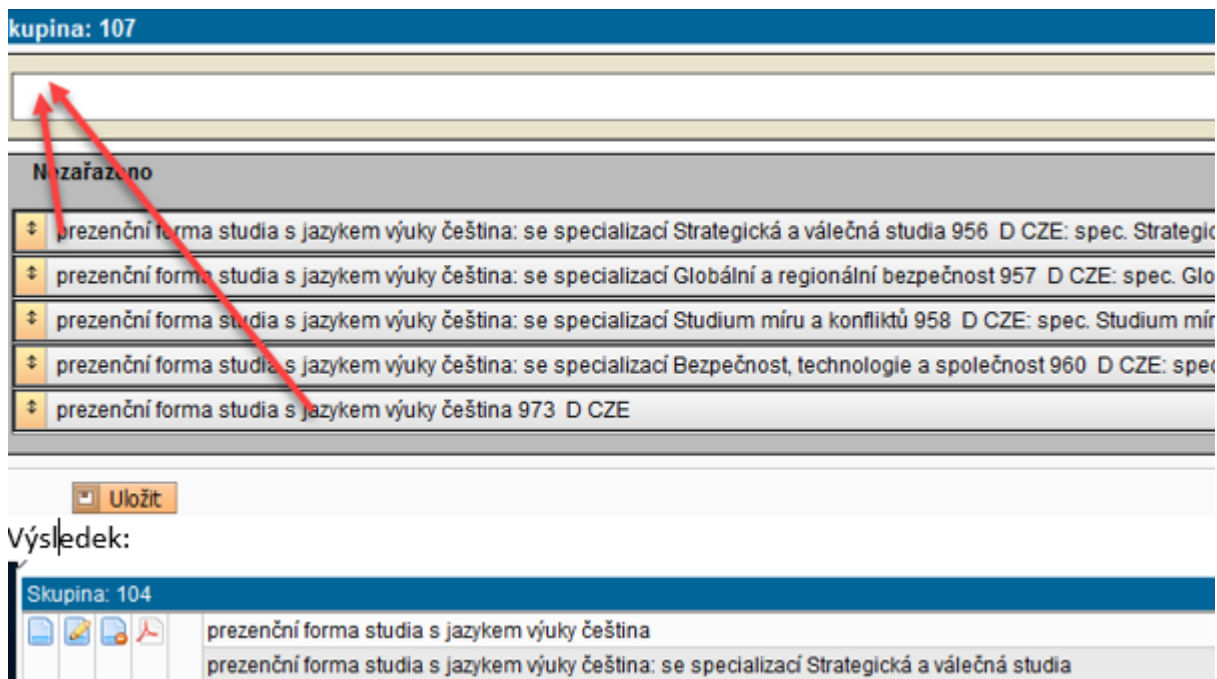 kupina: 107
Nezařazeno
prezenční forma studia s jazykem výuky čeština: se specializací Strategická a válečná studia 956 D CZE: spec. Strategic
prezenční forma studia s jazykem výuky čeština: se specializací Globální a regionální bezpečnost 957 D CZE: spec. Glo
prezenční forma studia s jazykem výuky čeština: se specializací Studium míru a konfliktů 958 D CZE: spec. Studium mír
prezenční forma studia s jazykem výuky čeština: se specializací Bezpečnost, technologie a společnost 960 D CZE: spec
prezenční forma studia s jazykem výuky čeština 973 D CZE
Uložit
Výsledek:
Skupina: 104
prezenční forma studia s jazykem výuky čeština
prezenční forma studia s jazykem výuky čeština: se specializací Strategická a válečná studia